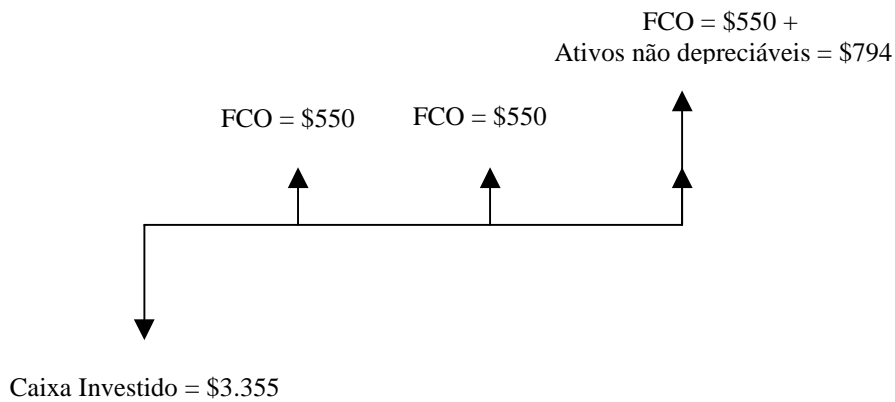 FCO = $550 +
Ativos não depreciáveis = $794
FCO = $550
FCO = $550
Caixa Investido = $3.355